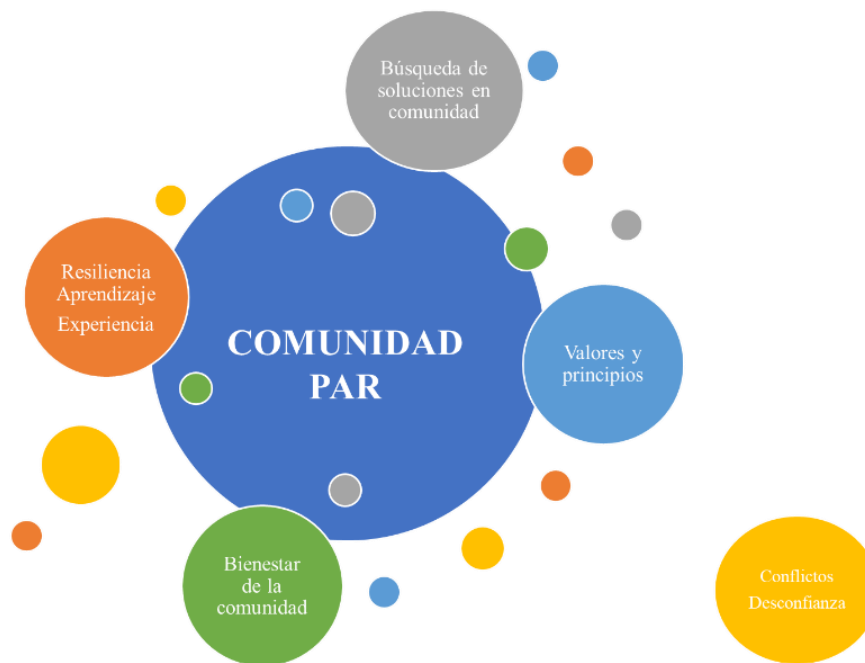 Búsqueda de
soluciones en
comunidad
Resiliencia
Aprendizaje
Experiencia
COMUNIDAD
PAR
Valores y
principios
Bienestar
de la
comunidad
Conflictos
Desconfianza